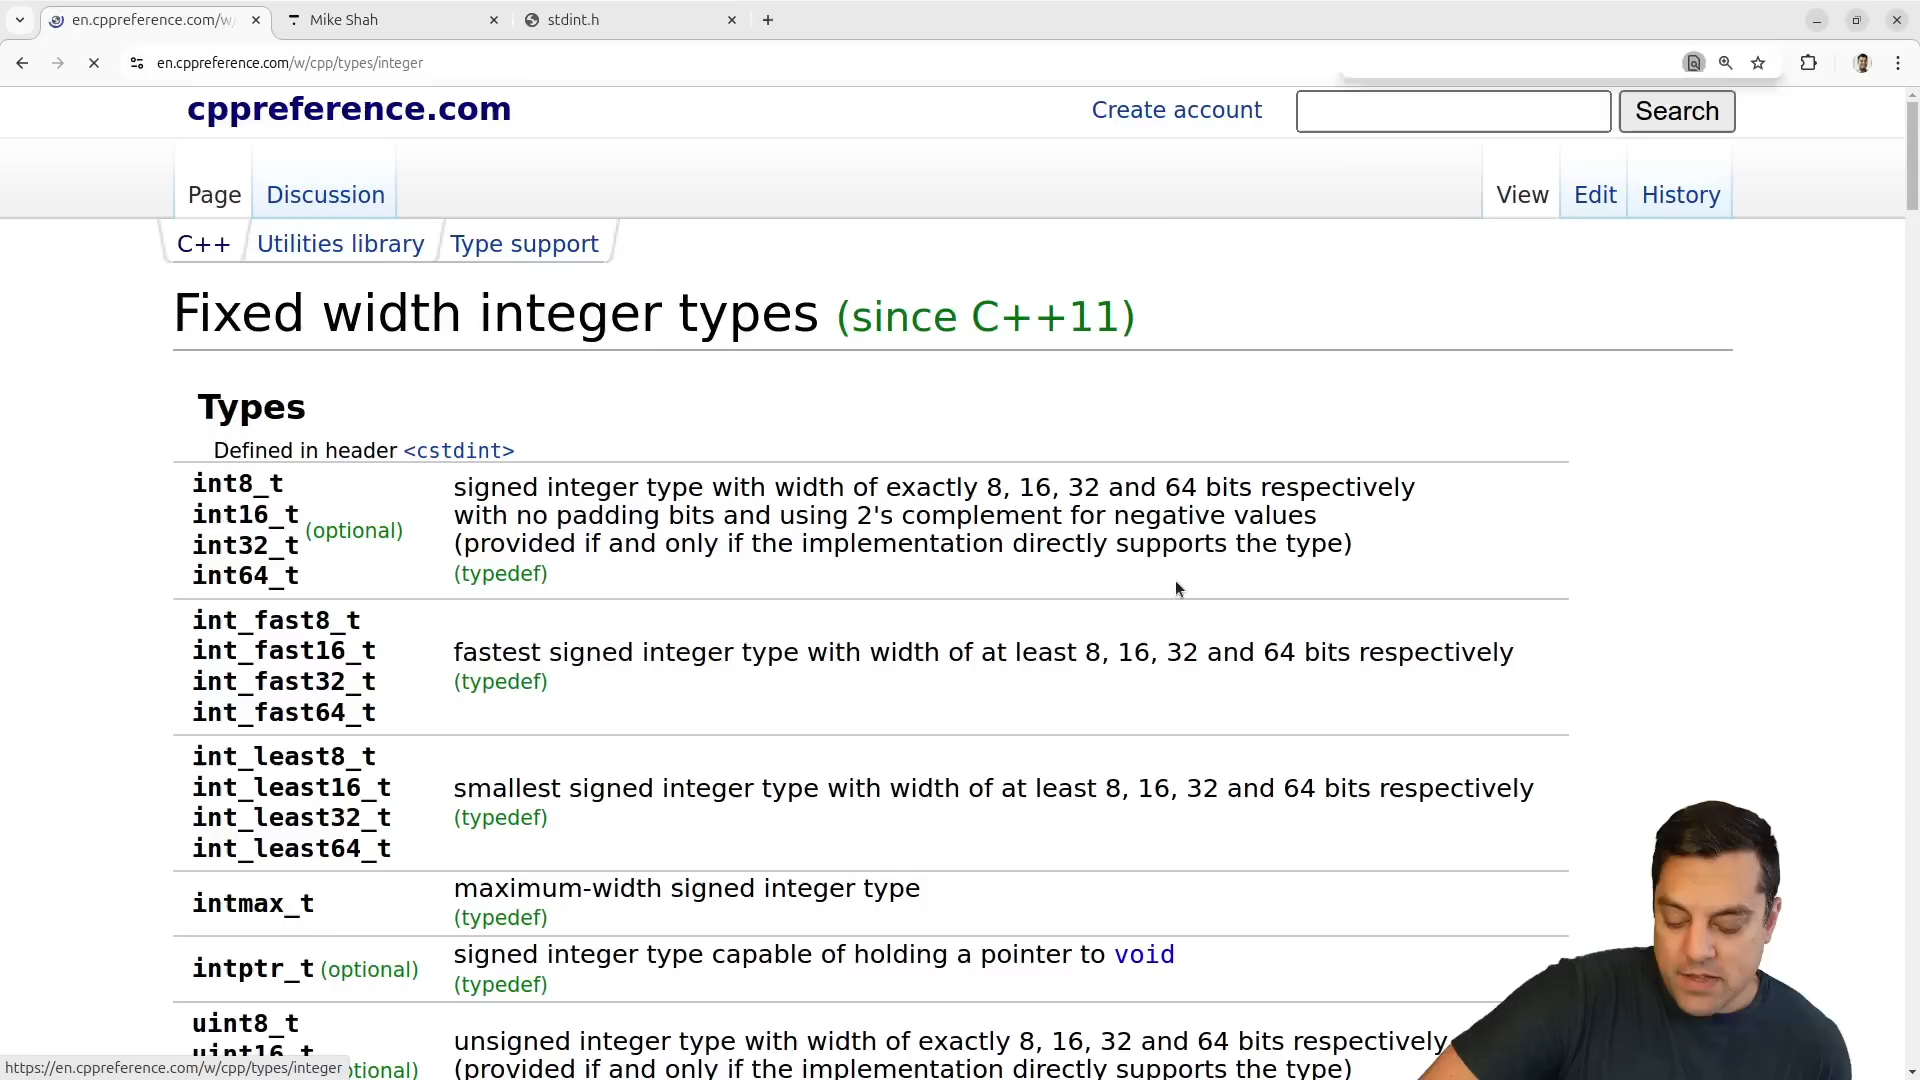 en.cppreference.com/w/
Mike Shah
stdint.h
en.cppreference.com/w/cpp/types/integer
cppreference.com
Create account
Search
Page
Discussion
View
Edit
History
C++
Utilities library
Type support
Fixed width integer types (since C++11)
Types
Defined in header <cstdint>
int8_t
int16_t
int32_t
int64_t
(optional)
signed integer type with width of exactly 8, 16, 32 and 64 bits respectively
with no padding bits and using 2's complement for negative values
(provided if and only if the implementation directly supports the type)
(typedef)
int_fast8_t
int_fast16_t
int_fast32_t
int_fast64_t
fastest signed integer type with width of at least 8, 16, 32 and 64 bits respectively
(typedef)
int_least8_t
int_least16_t
int_least32_t
int_least64_t
smallest signed integer type with width of at least 8, 16, 32 and 64 bits respectively
(typedef)
intmax_t
maximum-width signed integer type
(typedef)
intptr_t (optional)
signed integer type capable of holding a pointer to void
(typedef)
uint8_t
uint16_t
unsigned integer type with width of exactly 8, 16, 32 and 64 bits respectively
(provided if and only if the implementation directly supports the type)
https://en.cppreference.com/w/cpp/types/integer